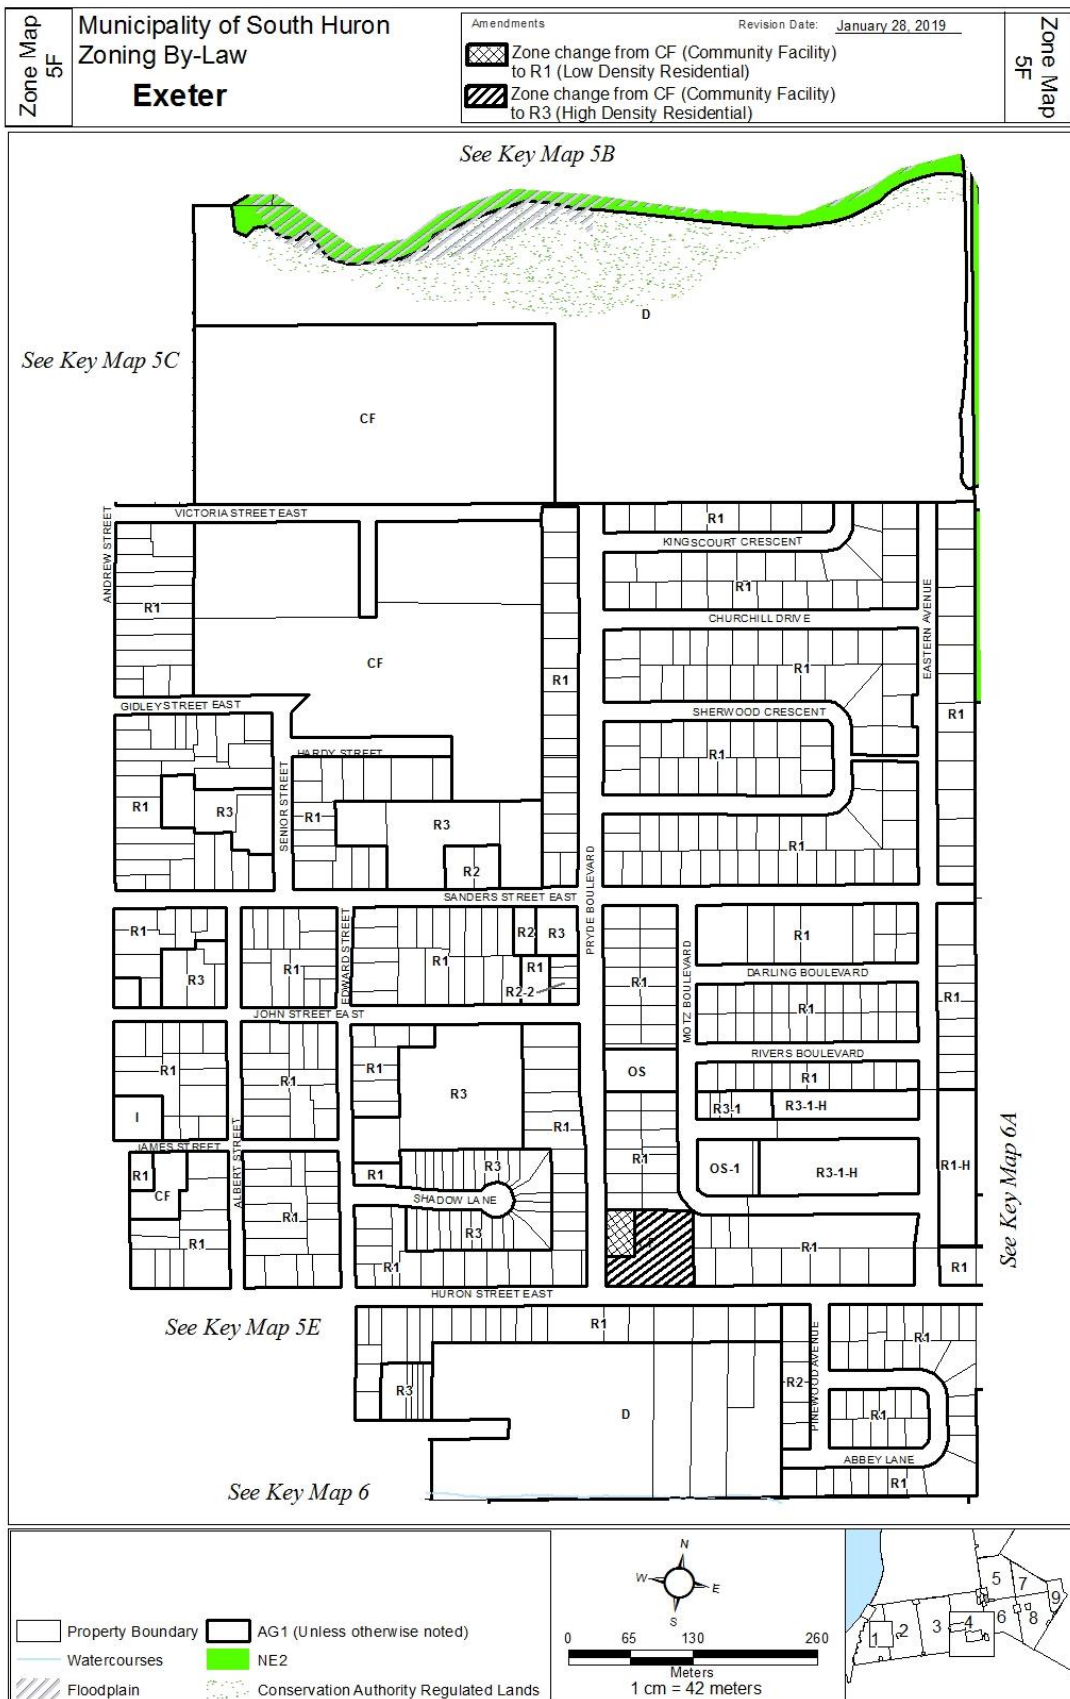 Zone Map
5F
Municipality of South Huron
Zoning By-Law
Exeter
Amendments
Revision Date: January 28, 2019
Zone change from CF (Community Facility)
to R1 (Low Density Residential)
Zone change from CF (Community Facility)
to R3 (High Density Residential)
Zone Map
5F
See Key Map 5B
D
See Key Map 5C
CF
VICTORIA STREET EAST
ANDREW STREET
R1
KINGSCOURT CRESCENT
R1
CHURCHILL DRIVE
EASTERN AVENUE
R1
CF
R1
R1
GIDLEY STREET EAST
SHERWOOD CRESCENT
R1
HARDY STREET
R1
SENIOR STREET
R1
R3
R1
R3
R2
R1
PRYDE BOULEVARD
SANDERS STREET EAST
R1
R3
R1
EDWARD STREET
R1
R2
R3
R1
R2-2
R1
MOTZ BOULEVARD
R1
DARLING BOULEVARD
R1
R1
JOHN STREET EAST
RIVERS BOULEVARD
R1
R1
R1
R3
OS
R1
R3-1
R3-1-H
I
R1
JAMES STREET
ALBERT STREET
R1
CF
R1
R1
R1
R3
SHADOW LANE
R3
R1
R1
OS-1
R3-1-H
R1-H
See Key Map 6A
R1
R1
HURON STREET EAST
See Key Map 5E
R1
R3
D
R2
PINEWOOD AVENUE
R1
R1
ABBEY LANE
R1
See Key Map 6
Property Boundary
AG1 (Unless otherwise noted)
Watercourses
NE2
Floodplain
Conservation Authority Regulated Lands
N
W
E
S
0 65 130 260
Meters
1 cm = 42 meters
1
2
3
4
5
6
7
8
9